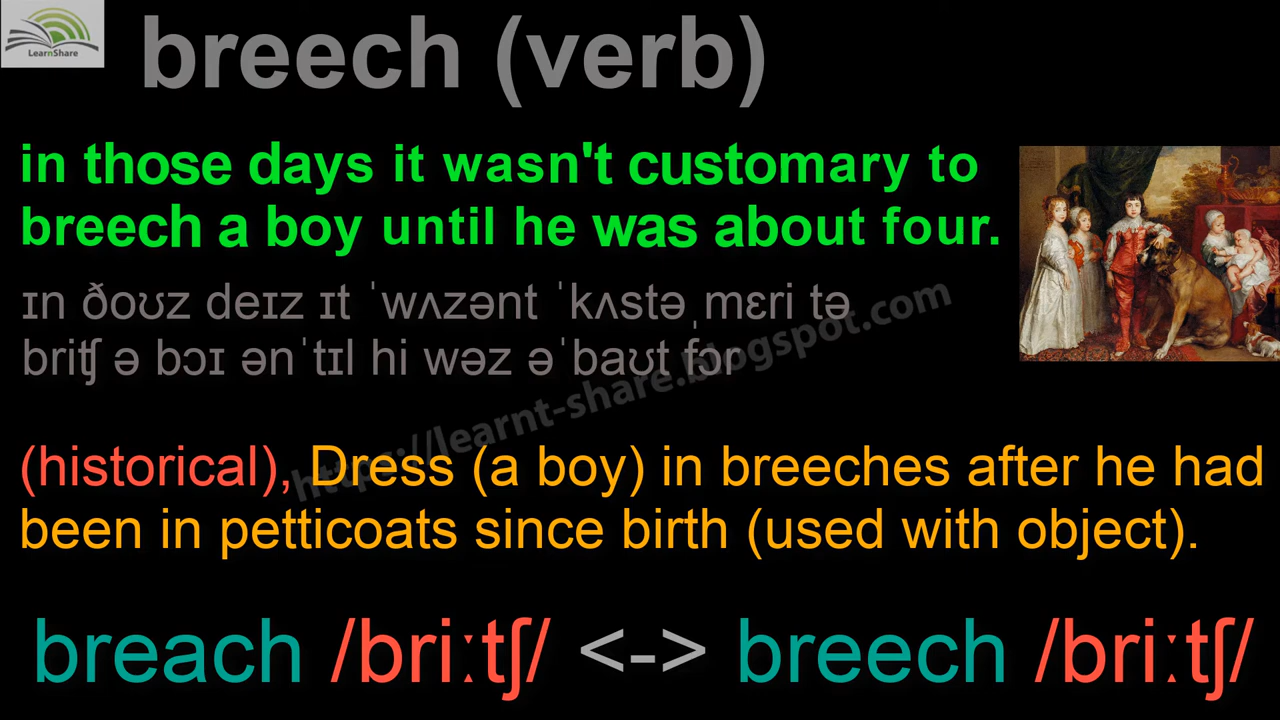 LearnShare
breech (verb)
in those days it wasn't customary to
breech a boy until he was about four.
ɪn ðoʊz deɪz ɪt ˈwʌzənt ˈkʌstəˌmɛri tə
briʧ ə bɔɪ ənˈtɪl hi wəz əˈbaʊt fɔr
https://learnt-share.blogspot.com
(historical), Dress (a boy) in breeches after he had
been in petticoats since birth (used with object).
breach /briːtʃ/ <-> breech /briːtʃ/